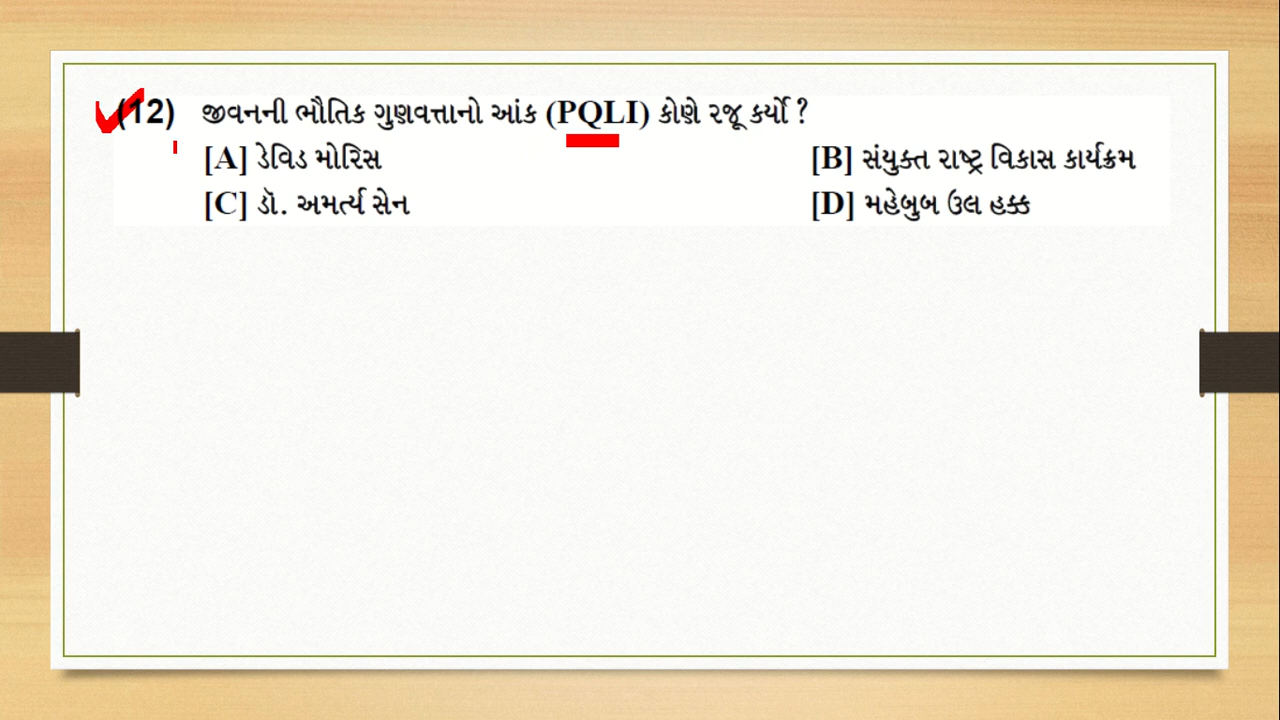 (12) જીવનની ભૌતિક ગુણવત્તાનો આંક (PQLI) કોણે રજૂ કર્યો ?
[A] ડેવિડ મોરિસ [B] સંયુક્ત રાષ્ટ્ર વિકાસ કાર્યક્રમ
[C] ડૉ. અમર્ત્ય સેન [D] મહેબુબ ઉલ હક્ક